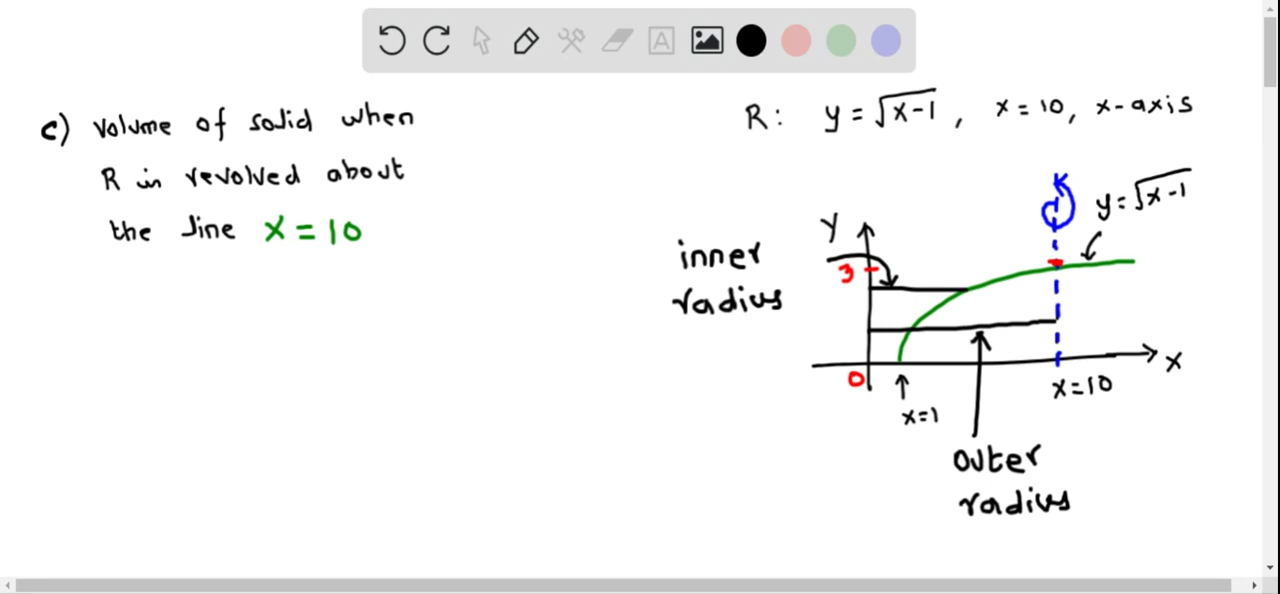 c) Volume of solid when
R in revolved about
the line x = 10
R: y = √x-1 , x = 10, x-axis
y = √x-1
Y
3
inner
radius
0
x=1
x=10
X
outer
radius